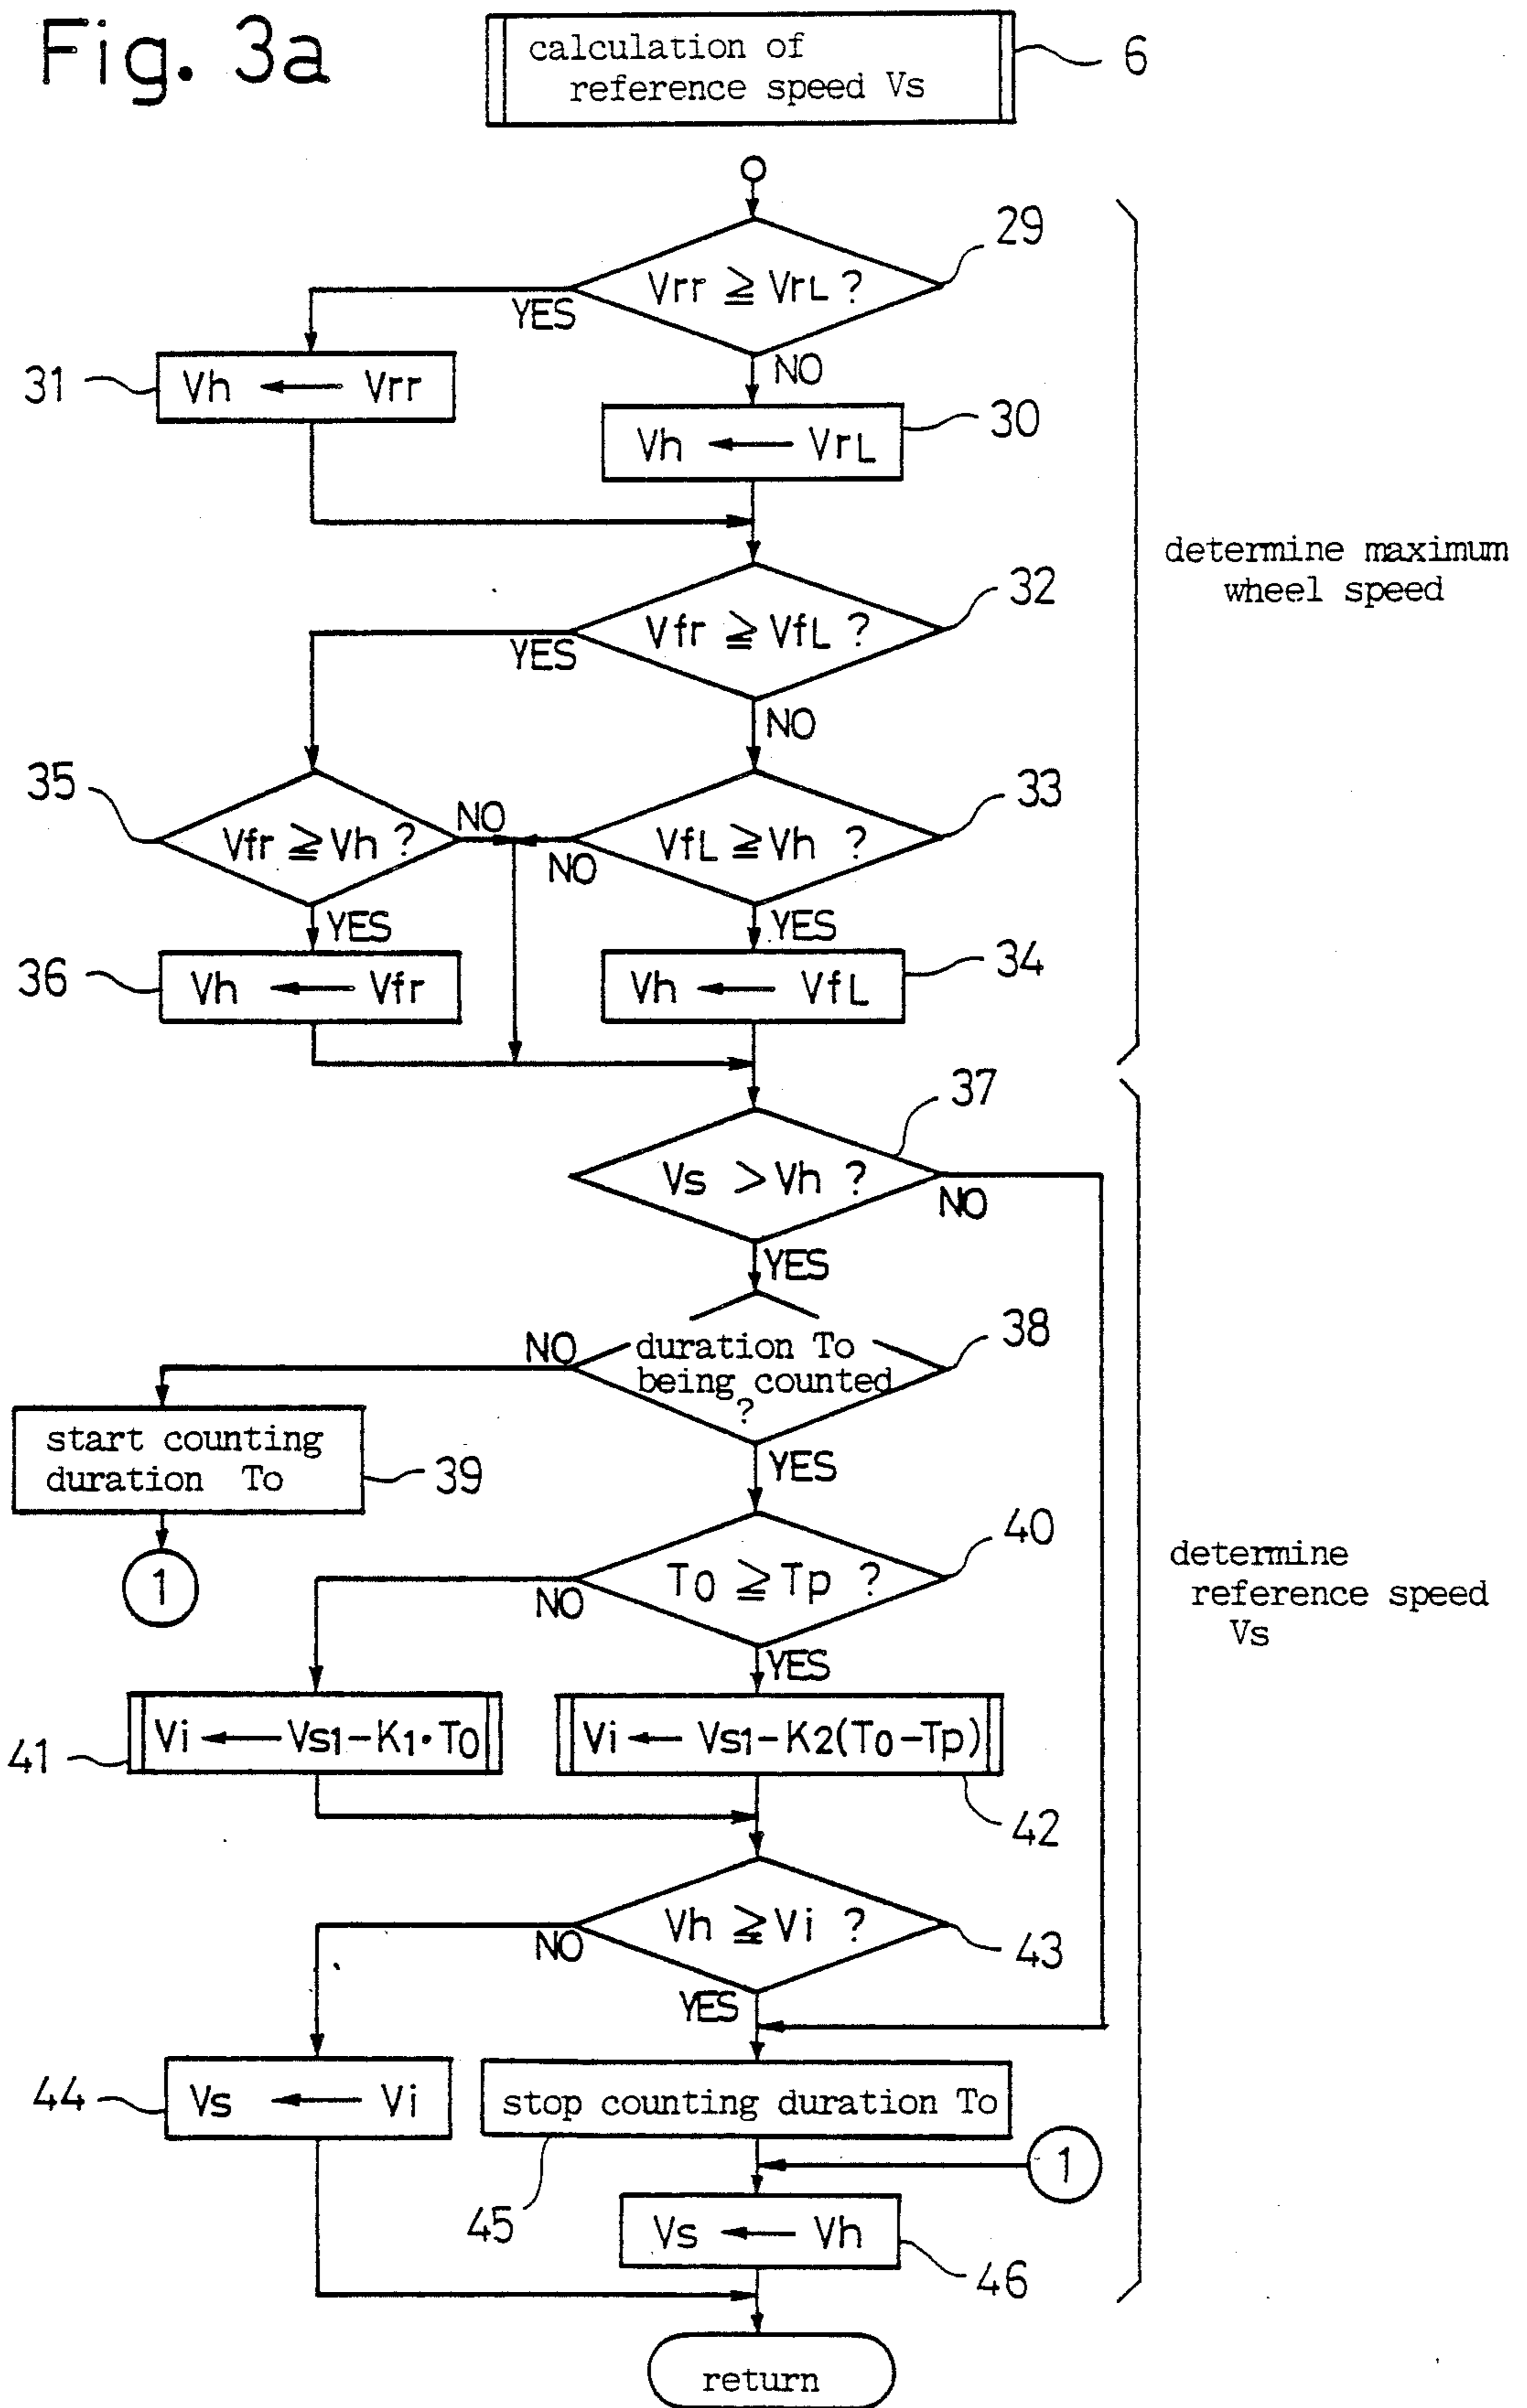 Fig. 3a
calculation of
reference speed Vs
6
29
Vrr ≧ VrL ?
YES
NO
31
Vh ← Vrr
30
Vh ← VrL
determine maximum
wheel speed
32
Vfr ≧ VfL ?
YES
NO
35
33
Vfr ≧ Vh ?
NO
VfL ≧ Vh ?
NO
YES
YES
36
Vh ← Vfr
Vh ← VfL
34
37
Vs > Vh ?
NO
YES
38
NO
duration To
being counted
?
YES
start counting
duration To
39
1
40
To ≧ Tp ?
NO
YES
determine
reference speed
Vs
41
Vi ← Vs1-K1·To
Vi ← Vs1-K2(To-Tp)
42
Vh ≧ Vi ?
43
NO
YES
44
Vs ← Vi
stop counting duration To
45
1
Vs ← Vh
46
return